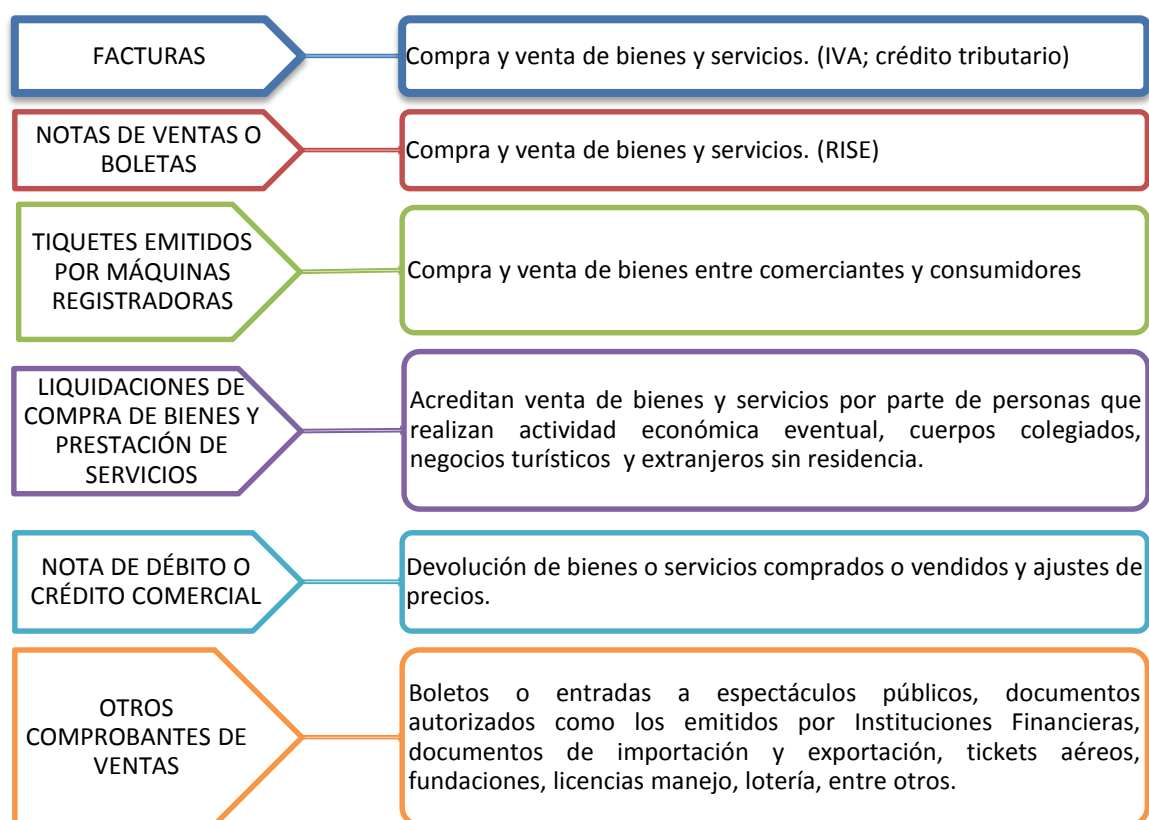 FACTURAS
Compra y venta de bienes y servicios. (IVA; crédito tributario)
NOTAS DE VENTAS O
BOLETAS
Compra y venta de bienes y servicios. (RISE)
TIQUETES EMITIDOS
POR MÁQUINAS
REGISTRADORAS
Compra y venta de bienes entre comerciantes y consumidores
LIQUIDACIONES DE
COMPRA DE BIENES Y
PRESTACIÓN DE
SERVICIOS
Acreditan venta de bienes y servicios por parte de personas que
realizan actividad económica eventual, cuerpos colegiados,
negocios turísticos y extranjeros sin residencia.
NOTA DE DÉBITO O
CRÉDITO COMERCIAL
Devolución de bienes o servicios comprados o vendidos y ajustes de
precios.
OTROS
COMPROBANTES DE
VENTAS
Boletos o entradas a espectáculos públicos, documentos
autorizados como los emitidos por Instituciones Financieras,
documentos de importación y exportación, tickets aéreos,
fundaciones, licencias manejo, lotería, entre otros.